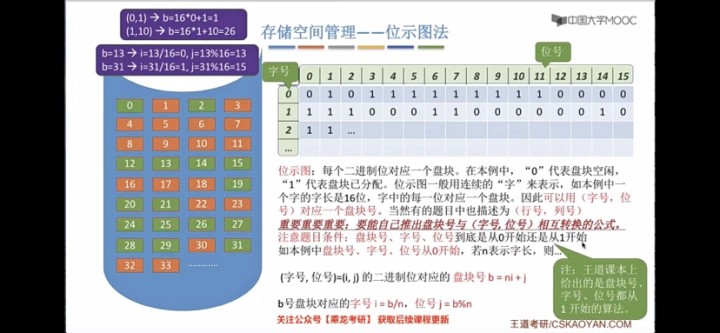 (0,1) → b=16*0+1=1
(1,10) → b=16*1+10=26
b=13 → i=13/16=0, j=13%16=13
b=31 → i=31/16=1, j=31%16=15
存储空间管理——位示图法
中国大学MOOC
字号
位号
0 1 2 3 4 5 6 7 8 9 10 11 12 13 14 15
0 0 1 0 1 1 1 1 1 1 1 1 1 0 0 0 0
1 1 1 1 0 0 0 1 1 0 0 0 0 0 0 1 0
2 1 1 ...
...
0 1 2 3
4 5 6 7
8 9 10 11
12 13 14 15
16 17 18 19
20 21 22 23
24 25 26 27
28 29 30 31
32 33 ............
位示图：每个二进制位对应一个盘块。在本例中，“0”代表盘块空闲，
“1”代表盘块已分配。位示图一般用连续的“字”来表示，如本例中一
个字的字长是16位，字中的每一位对应一个盘块。因此可以用（字号，位
号）对应一个盘块号。当然有的题目中也描述为（行号，列号）
重要重要重要：要能自己推出盘块号与（字号，位号）相互转换的公式。
注意题目条件：盘块号、字号、位号到底是从0开始还是从1开始
如本例中盘块号、字号、位号从0开始，若n表示字长，则...
(字号, 位号)=(i, j) 的二进制位对应的 盘块号 b = ni + j
b号盘块对应的字号 i = b/n，位号 j = b%n
注：王道课本上
给出的是盘块号、
字号、位号都从
1 开始的算法。
关注公众号【乘龙考研】 获取后续课程更新
王道考研/CSKAOYAN.COM